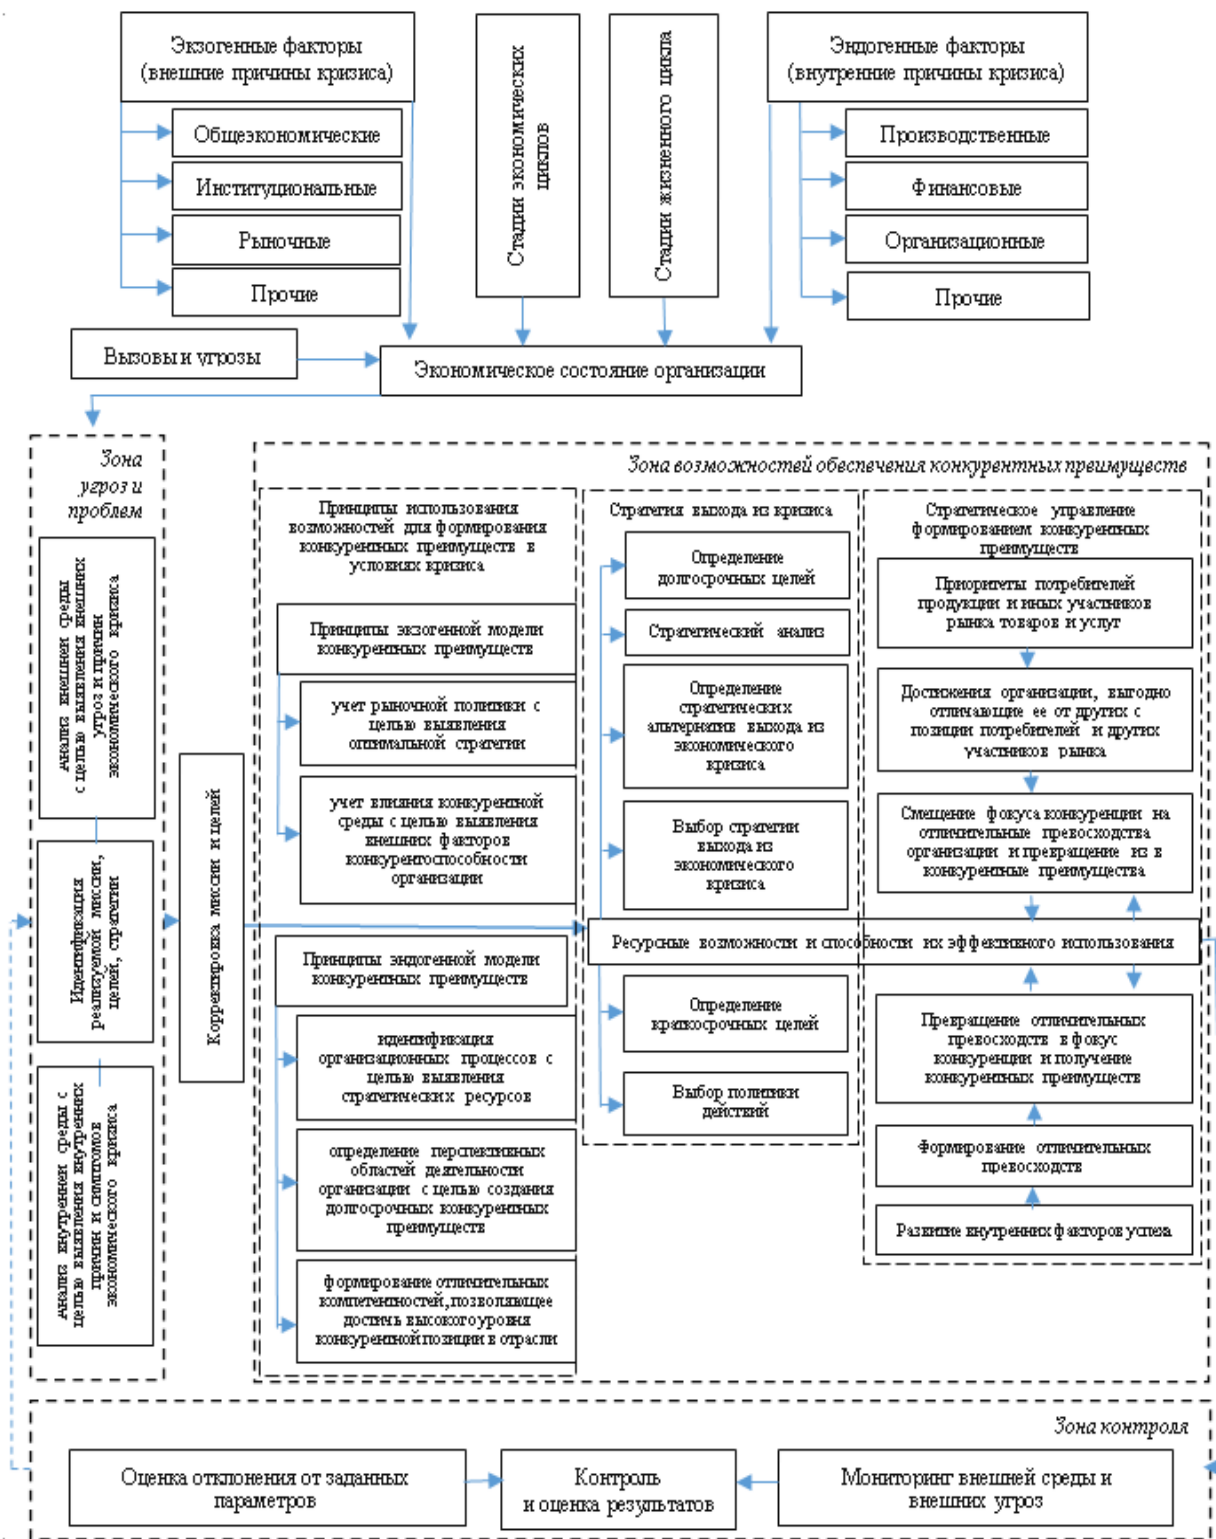 Экзогенные факторы
(внешние причины кризиса)
Общеэкономические
Институциональные
Рыночные
Прочие
Стадии экономических
циклов
Стадии жизненного цикла
Эндогенные факторы
(внутренние причины кризиса)
Производственные
Финансовые
Организационные
Прочие
Вызовы и угрозы
Экономическое состояние организации
Зона
угроз и
проблем
Анализ внешней среды
с целью выявления внешних
угроз и причин
экономического кризиса
Идентификация
реализуемой миссии,
целей, стратегии
Анализ внутренней среды с
целью выявления внутренних
причин и симптомов
экономического кризиса
Корректировка миссии и целей
Зона возможностей обеспечения конкурентных преимуществ
Принципы использования
возможностей для формирования
конкурентных преимуществ в
условиях кризиса
Принципы экзогенной модели
конкурентных преимуществ
учет рыночной политики с
целью выявления
оптимальной стратегии
учет влияния конкурентной
среды с целью выявления
внешних факторов
конкурентоспособности
организации
Принципы эндогенной модели
конкурентных преимуществ
идентификация
организационных процессов с
целью выявления
стратегических ресурсов
определение перспективных
областей деятельности
организации с целью создания
долгосрочных конкурентных
преимуществ
формирование отличительных
компетентностей, позволяющее
достичь высокого уровня
конкурентной позиции в отрасли
Стратегия выхода из кризиса
Определение
долгосрочных целей
Стратегический анализ
Определение
стратегических
альтернатив выхода из
экономического
кризиса
Выбор стратегии
выхода из
экономического
кризиса
Ресурсные возможности и способности их эффективного использования
Определение
краткосрочных целей
Выбор политики
действий
Стратегическое управление
формированием конкурентных
преимуществ
Приоритеты потребителей
продукции и иных участников
рынка товаров и услуг
Достижения организации, выгодно
отличающие ее от других с
позиции потребителей и других
участников рынка
Смещение фокуса конкуренции на
отличительные превосходства
организации и превращение из в
конкурентные преимущества
Превращение отличительных
превосходств в фокус
конкуренции и получение
конкурентных преимуществ
Формирование отличительных
превосходств
Развитие внутренних факторов успеха
Зона контроля
Оценка отклонения от заданных
параметров
Контроль
и оценка результатов
Мониторинг внешней среды и
внешних угроз